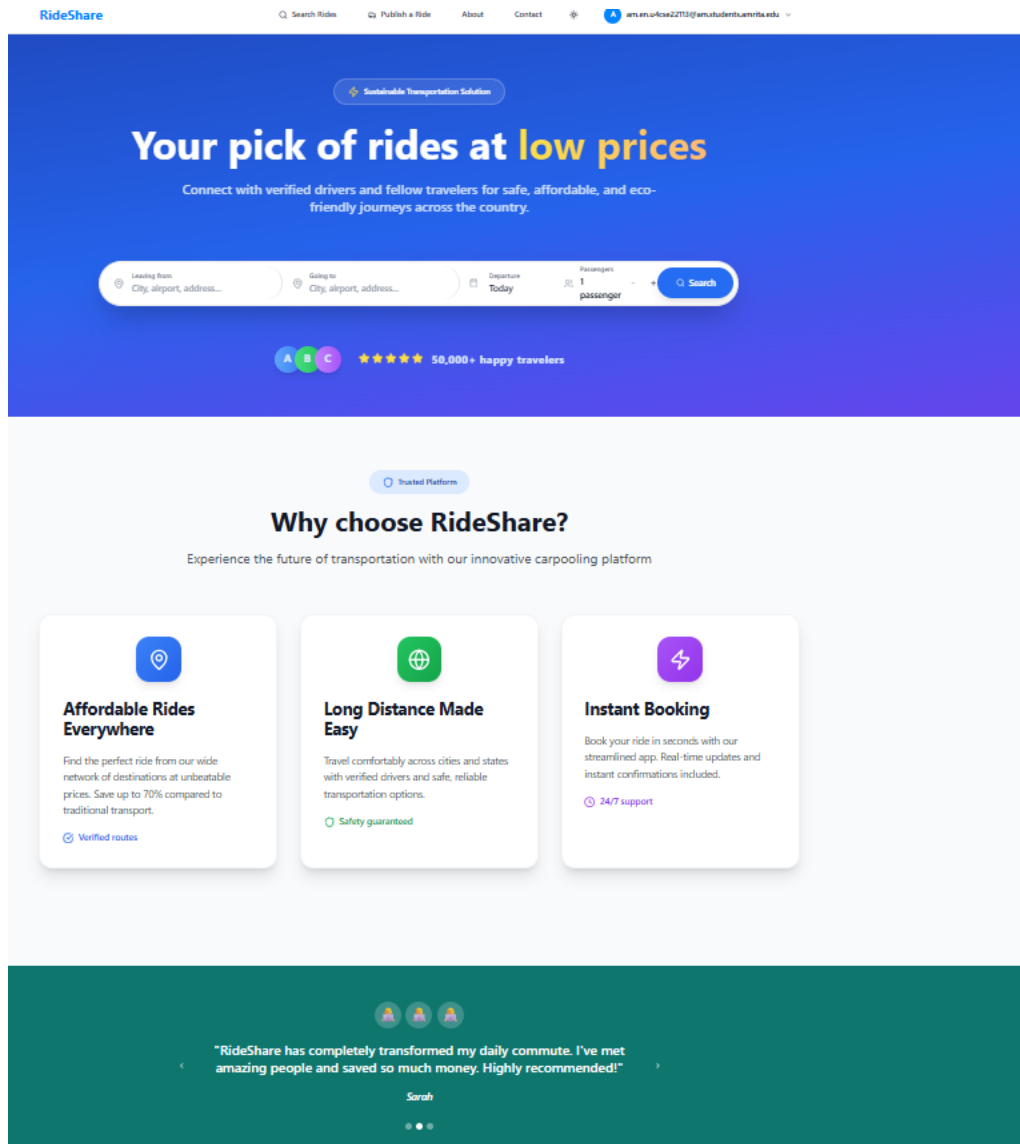 RideShare
Search Rides
Publish a Ride
About
Contact
A
am.en.u4cse22113@am.students.amrita.edu
Sustainable Transportation Solution
Your pick of rides at low prices
Connect with verified drivers and fellow travelers for safe, affordable, and eco-
friendly journeys across the country.
Leaving from
City, airport, address...
Going to
City, airport, address...
Departure
Today
Passengers
1
passenger
-
+
Search
A B C
50,000+ happy travelers
Trusted Platform
Why choose RideShare?
Experience the future of transportation with our innovative carpooling platform
Affordable Rides
Everywhere
Find the perfect ride from our wide
network of destinations at unbeatable
prices. Save up to 70% compared to
traditional transport.
Verified routes
Long Distance Made
Easy
Travel comfortably across cities and states
with verified drivers and safe, reliable
transportation options.
Safety guaranteed
Instant Booking
Book your ride in seconds with our
streamlined app. Real-time updates and
instant confirmations included.
24/7 support
"RideShare has completely transformed my daily commute. I've met
amazing people and saved so much money. Highly recommended!"
Sarah